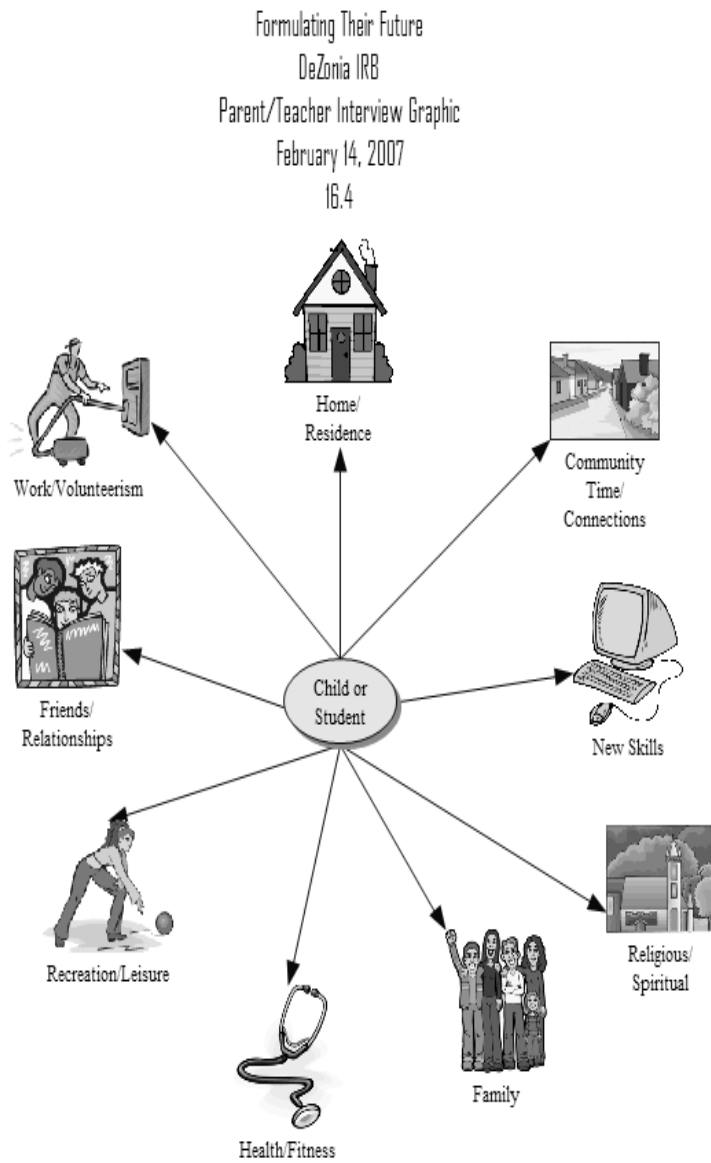 Formulating Their Future
DeZonia IRB
Parent/Teacher Interview Graphic
February 14, 2007
16.4
Home/
Residence
Work/Volunteerism
Community
Time/
Connections
Friends/
Relationships
Child or
Student
New Skills
Recreation/Leisure
Religious/
Spiritual
Family
Health/Fitness